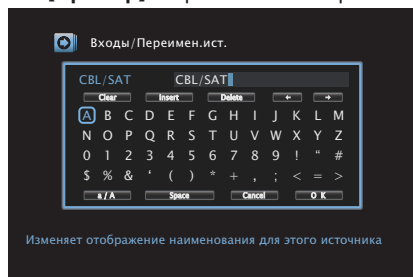 Входы/Переимен.ист.
CBL/SAT CBL/SAT
Clear Insert Delete ← →
A B C D E F G H I J K L M
N O P Q R S T U V W X Y Z
0 1 2 3 4 5 6 7 8 9 ! “ #
$ % & ‘ ( ) * + , ; < = >
a / A Space Cancel O K
Изменяет отображение наименования для этого источника